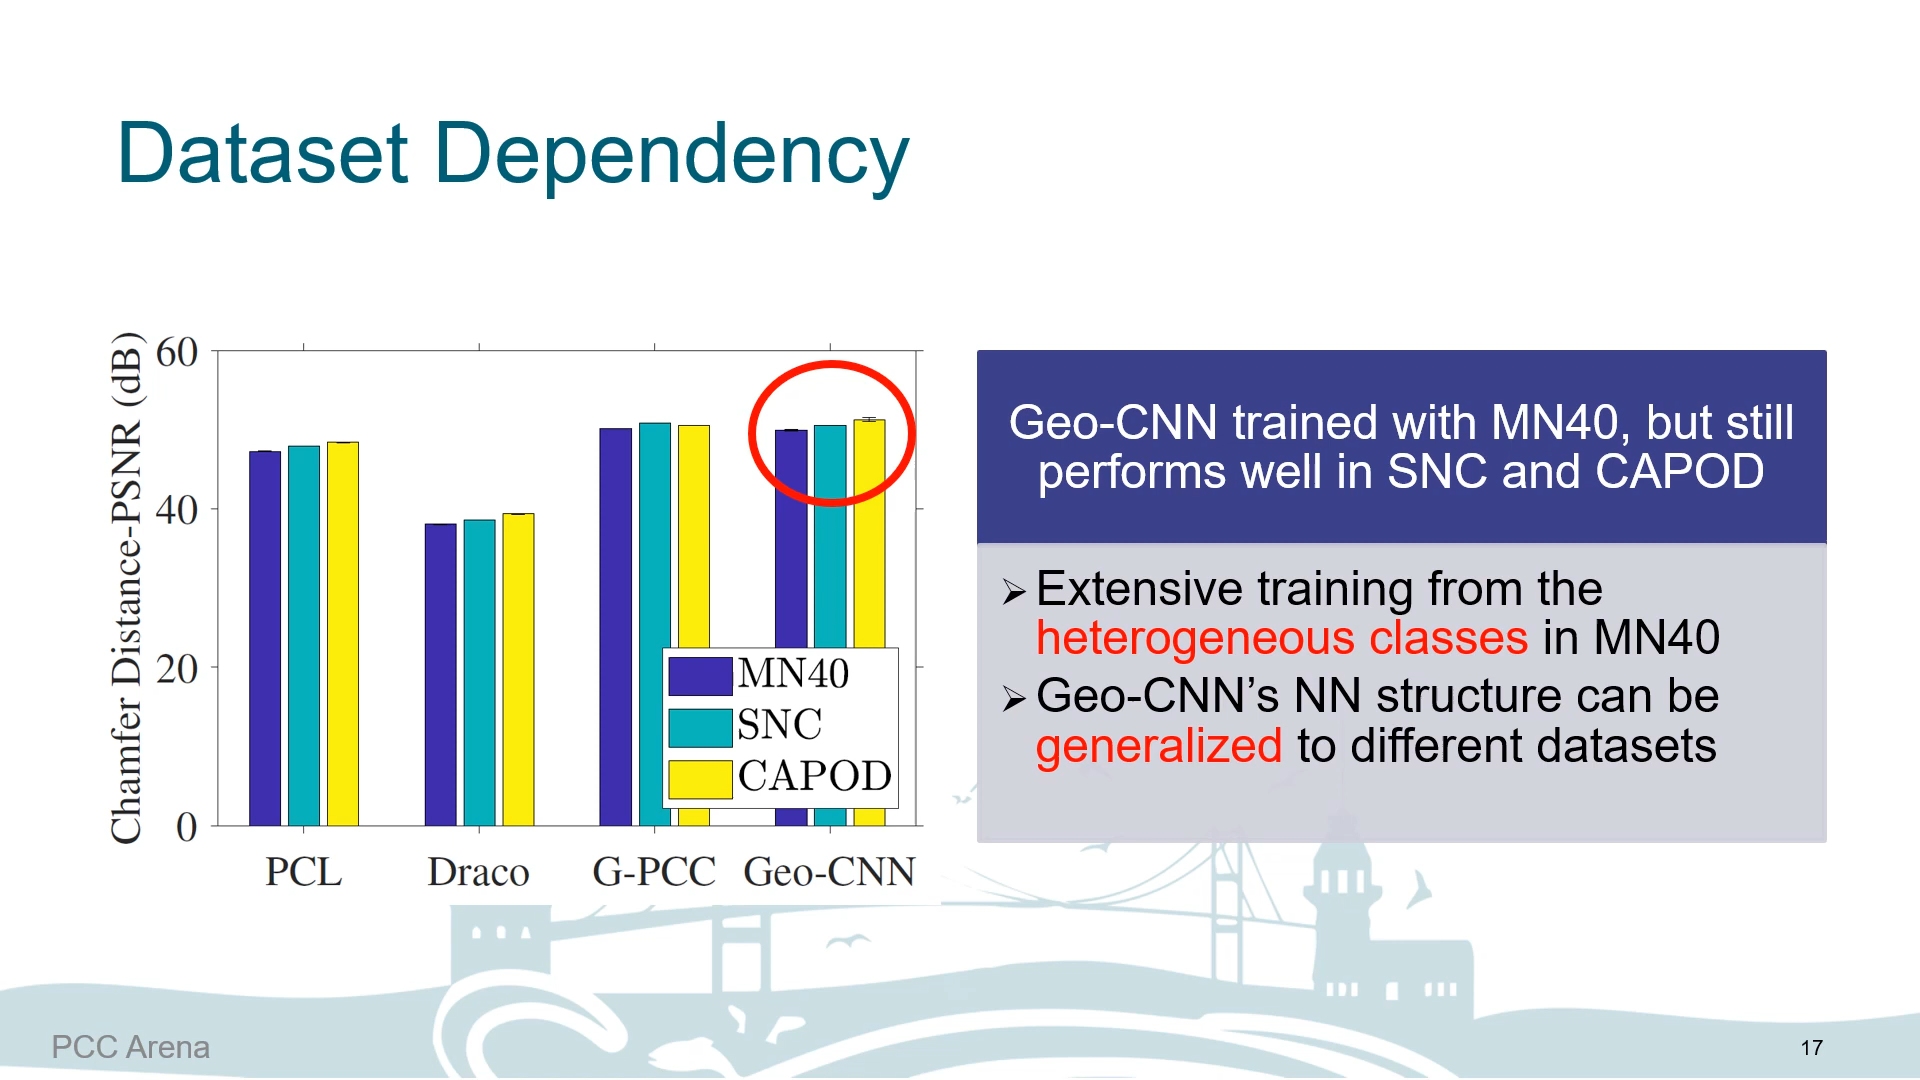 Dataset Dependency
Chamfer Distance-PSNR (dB)
60
40
20
0
MN40
SNC
CAPOD
PCL
Draco
G-PCC
Geo-CNN
Geo-CNN trained with MN40, but still
performs well in SNC and CAPOD
➢ Extensive training from the
heterogeneous classes in MN40
➢ Geo-CNN’s NN structure can be
generalized to different datasets
PCC Arena
17